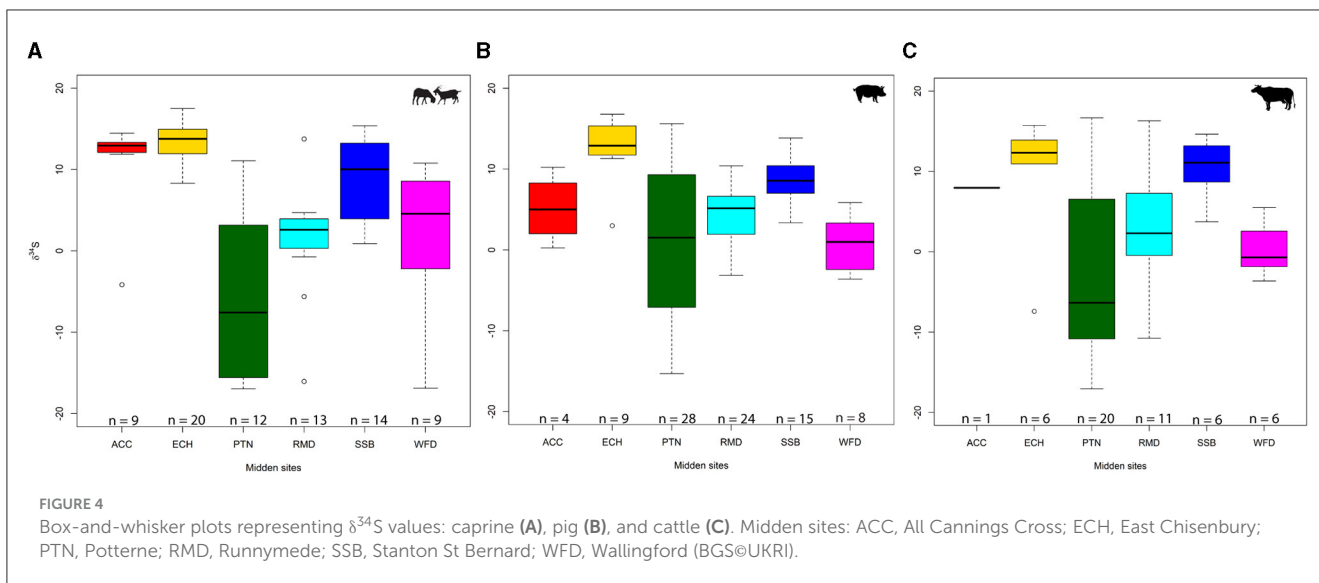 A
20
10
0
-10
-20
δ34S
n = 9 n = 20 n = 12 n = 13 n = 14 n = 9
ACC ECH PTN RMD SSB WFD
Midden sites
B
20
10
0
-10
-20
n = 4 n = 9 n = 28 n = 24 n = 15 n = 8
ACC ECH PTN RMD SSB WFD
Midden sites
C
20
10
0
-10
-20
n = 1 n = 6 n = 20 n = 11 n = 6 n = 6
ACC ECH PTN RMD SSB WFD
Midden sites
FIGURE 4
Box-and-whisker plots representing δ34S values: caprine (A), pig (B), and cattle (C). Midden sites: ACC, All Cannings Cross; ECH, East Chisenbury;
PTN, Potterne; RMD, Runnymede; SSB, Stanton St Bernard; WFD, Wallingford (BGS©UKRI).